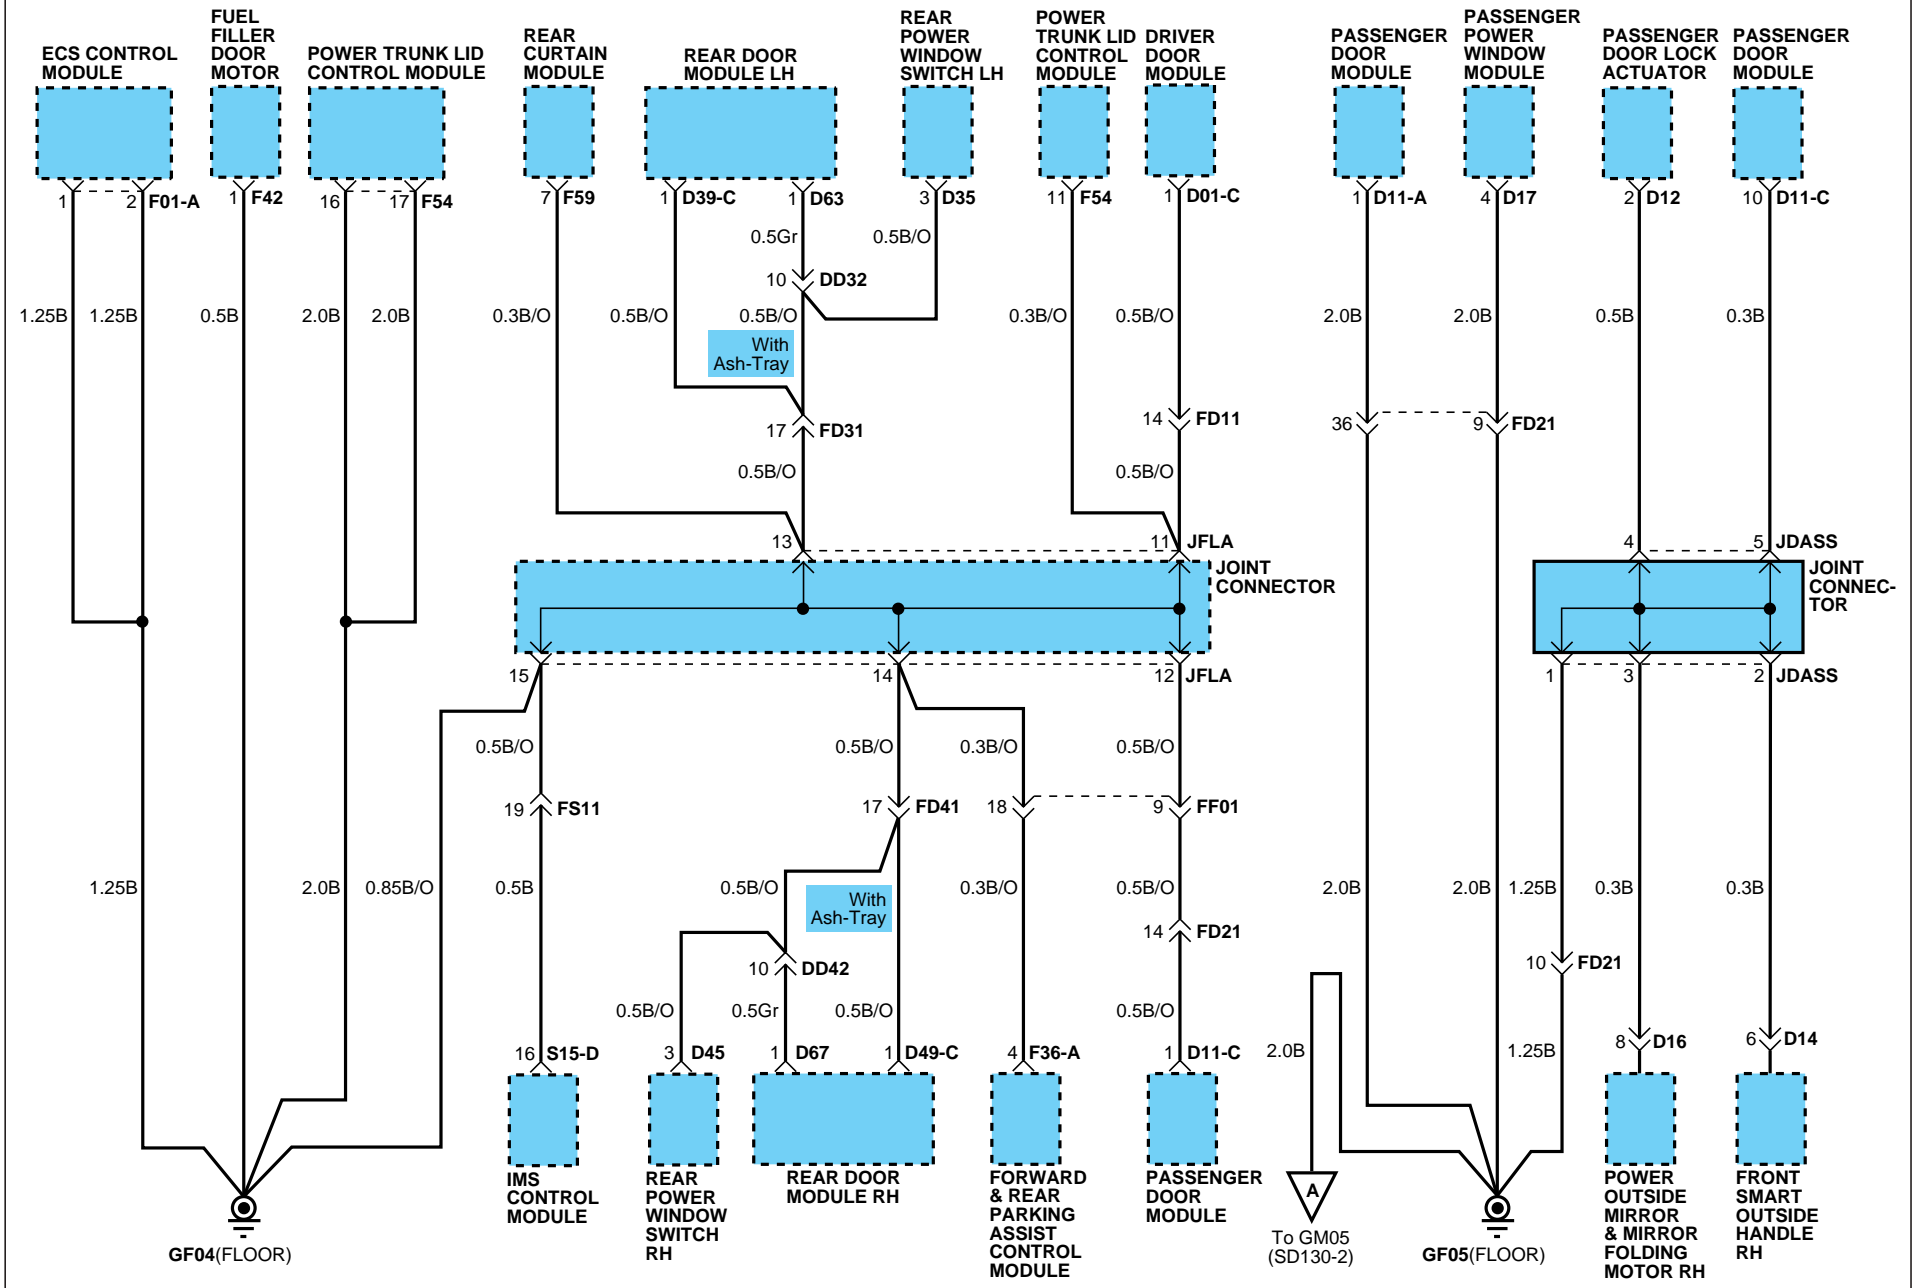 ECS CONTROL
MODULE
FUEL
FILLER
DOOR
MOTOR
POWER TRUNK LID
CONTROL MODULE
REAR
CURTAIN
MODULE
REAR DOOR
MODULE LH
REAR
POWER
WINDOW
SWITCH LH
POWER
TRUNK LID
CONTROL
MODULE
DRIVER
DOOR
MODULE
PASSENGER
DOOR
MODULE
PASSENGER
POWER
WINDOW
MODULE
PASSENGER
DOOR LOCK
ACTUATOR
PASSENGER
DOOR
MODULE
1 2 F01-A 1 F42 16 17 F54 7 F59 1 D39-C 1 D63 3 D35 11 F54 1 D01-C 1 D11-A 4 D17 2 D12 10 D11-C
0.5Gr 0.5B/O
10 DD32
1.25B 1.25B 0.5B 2.0B 2.0B 0.3B/O 0.5B/O 0.5B/O 0.3B/O 0.5B/O 2.0B 2.0B 0.5B 0.3B
With
Ash-Tray
17 FD31 14 FD11 36 9 FD21
0.5B/O 0.5B/O
13 11 JFLA 4 5 JDASS
JOINT
CONNECTOR
JOINT
CONNEC-
TOR
15 14 12 JFLA 1 3 2 JDASS
0.5B/O 0.5B/O 0.3B/O 0.5B/O
19 FS11 17 FD41 18 9 FF01
1.25B 2.0B 0.85B/O 0.5B 0.5B/O 0.3B/O 0.5B/O 2.0B 2.0B 1.25B 0.3B 0.3B
With
Ash-Tray
14 FD21
10 DD42 10 FD21
0.5B/O 0.5Gr 0.5B/O 0.5B/O
16 S15-D 3 D45 1 D67 1 D49-C 4 F36-A 1 D11-C 2.0B 1.25B 8 D16 6 D14
IMS
CONTROL
MODULE
REAR
POWER
WINDOW
SWITCH
RH
REAR DOOR
MODULE RH
FORWARD
& REAR
PARKING
ASSIST
CONTROL
MODULE
PASSENGER
DOOR
MODULE
A
To GM05
(SD130-2)
POWER
OUTSIDE
MIRROR
& MIRROR
FOLDING
MOTOR RH
FRONT
SMART
OUTSIDE
HANDLE
RH
GF04(FLOOR)
GF05(FLOOR)